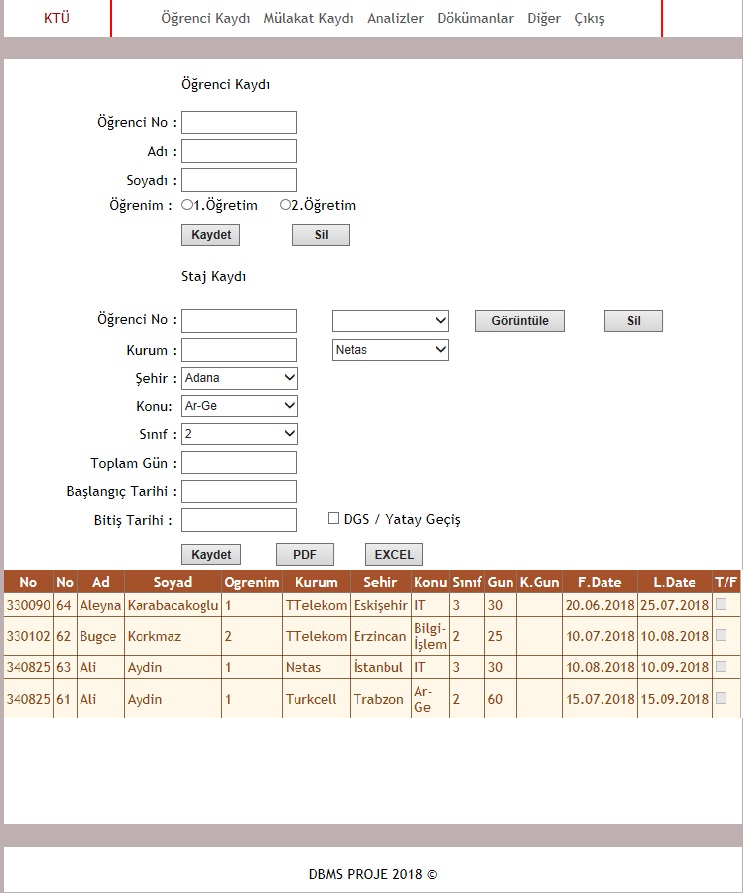 KTÜ Öğrenci Kaydı Mülakat Kaydı Analizler Dökümanlar Diğer Çıkış
Öğrenci Kaydı
Öğrenci No :
Adı :
Soyadı :
Öğrenim : 1.Öğretim 2.Öğretim
Kaydet Sil
Staj Kaydı
Öğrenci No : Görüntüle Sil
Kurum : Netas
Şehir : Adana
Konu: Ar-Ge
Sınıf : 2
Toplam Gün :
Başlangıç Tarihi :
Bitiş Tarihi : DGS / Yatay Geçiş
Kaydet PDF EXCEL
No No Ad Soyad Ogrenim Kurum Sehir Konu Sınıf Gun K.Gun F.Date L.Date T/F
330090 64 Aleyna Karabacakoglu 1 TTelekom Eskişehir IT 3 30 20.06.2018 25.07.2018
330102 62 Bugce Korkmaz 2 TTelekom Erzincan Bilgi-İşlem 2 25 10.07.2018 10.08.2018
340825 63 Ali Aydin 1 Netas İstanbul IT 3 30 10.08.2018 10.09.2018
340825 61 Ali Aydin 1 Turkcell Trabzon Ar-Ge 2 60 15.07.2018 15.09.2018
DBMS PROJE 2018 ©